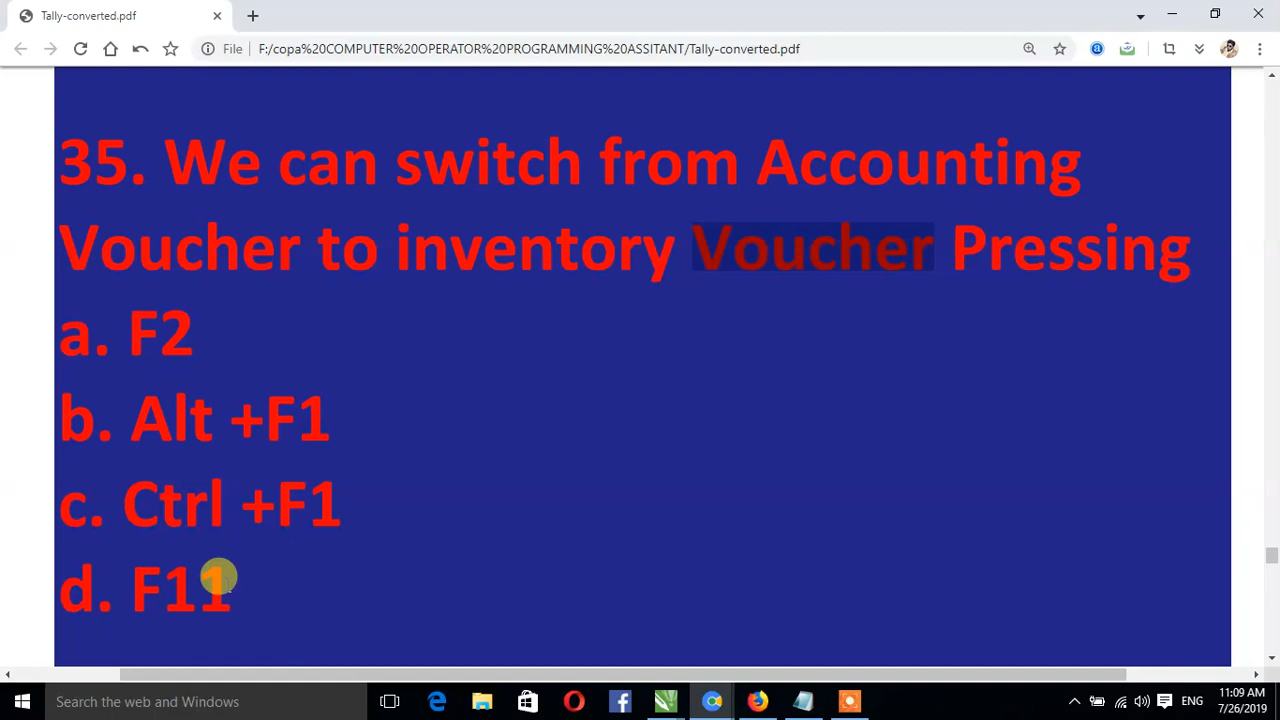 Tally-converted.pdf
File
F:/copa%20COMPUTER%20OPERATOR%20PROGRAMMING%20ASSITANT/Tally-converted.pdf
35. We can switch from Accounting
Voucher to inventory Voucher Pressing
a. F2
b. Alt +F1
c. Ctrl +F1
d. F11
Search the web and Windows
ENG
11:09 AM
7/26/2019